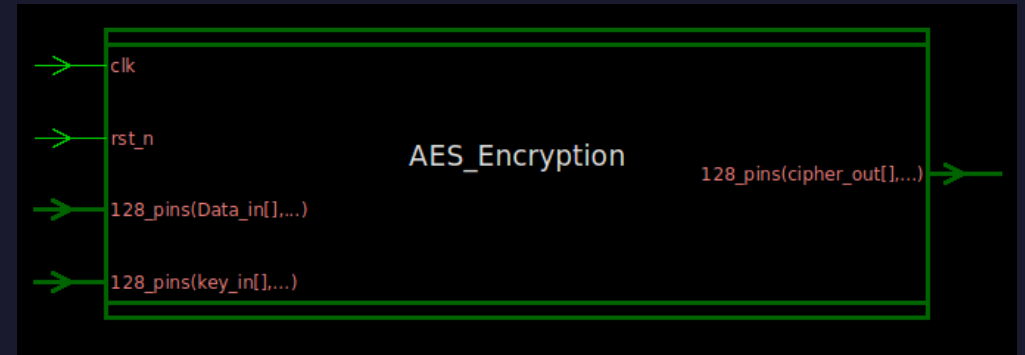 clk
rst_n
AES_Encryption
128_pins(cipher_out[],...)
128_pins(Data_in[],...)
128_pins(key_in[],...)